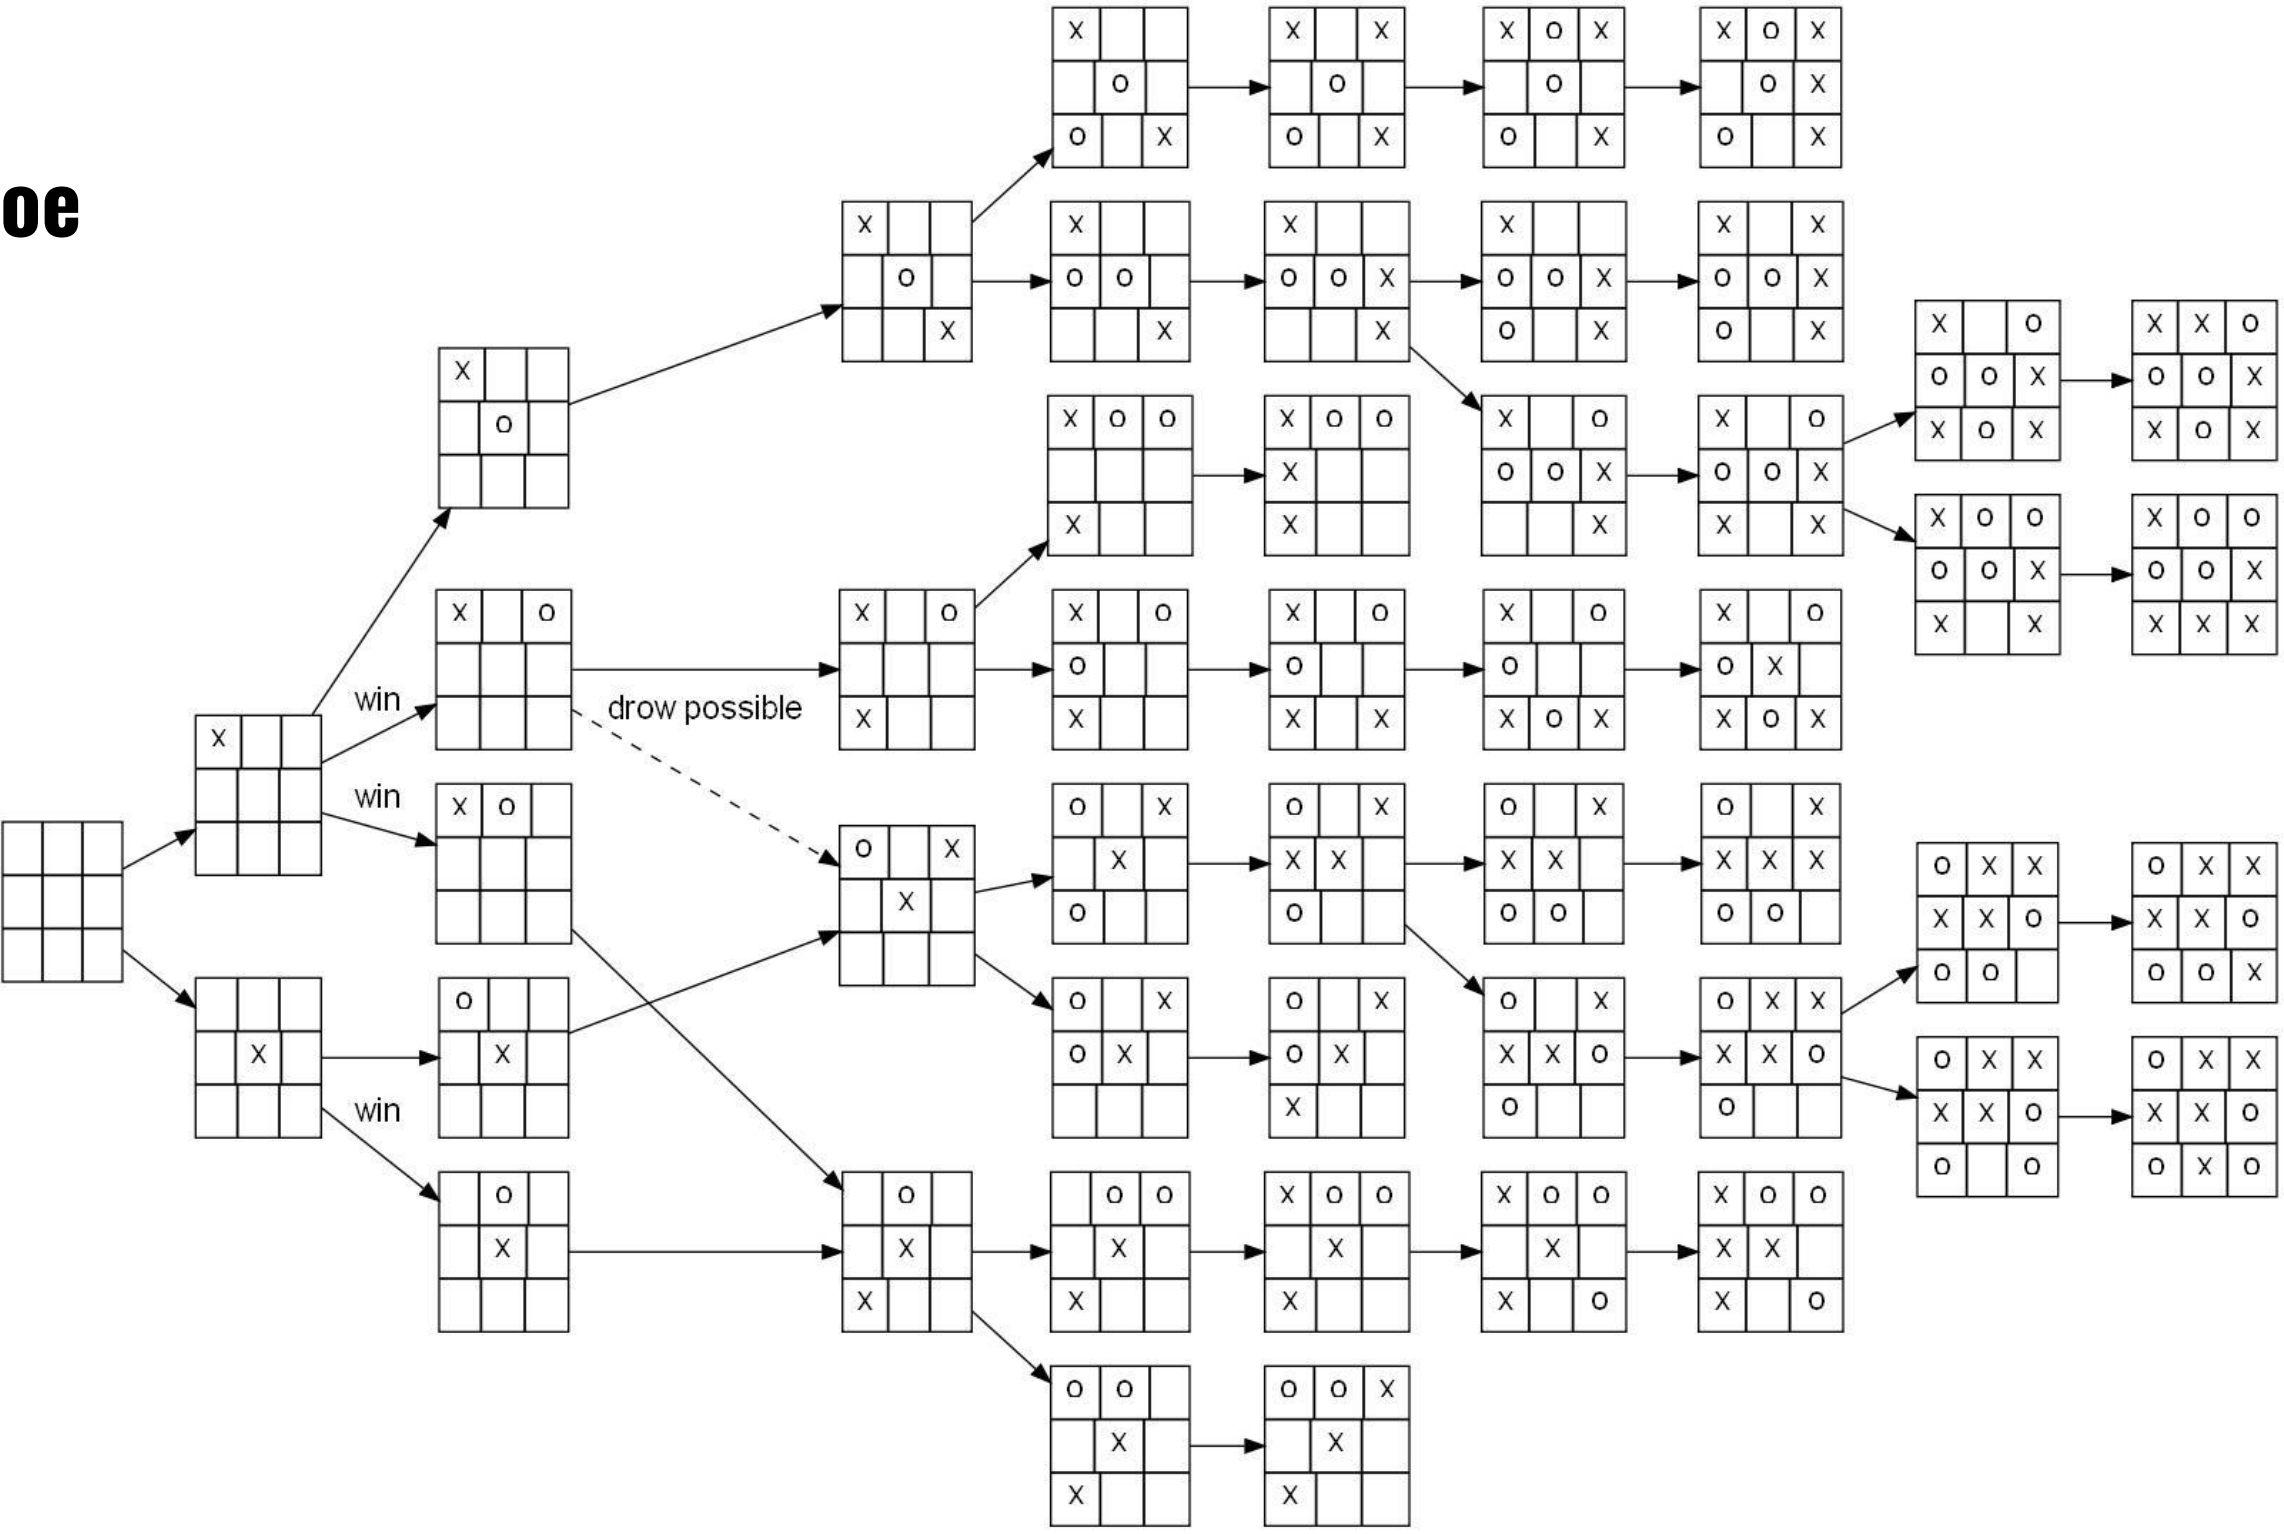 X X X X O X X O X
O O O O X
O X O X O X O X
oe
X X X X X X
O O O O O X O O X O O X
X X X O X O X
X O X X O
X
O O X O O X
X O O X O O X O X O
O
X O X X O X
X O O X O O X
X O O X O O
X X X X X
O O X O O X
X O X O X O X O X O X O
X X X X X
O O O O X
win
drow possible
X X X X X O X X O X
X
win
X O O X O X O X O X
O X
X X X X X X X X
O X X O X X
X
O O O O O O
X X O X X O
O O O O X
O O X O X O X O X X
X X O X O X X X O X X O
O X X O X X
X O O
win
X X O X X O
O O O X O
O O O O X O O X O O X O O
X X X X X X X
X X X X O X O
O O O O X
X X
X X